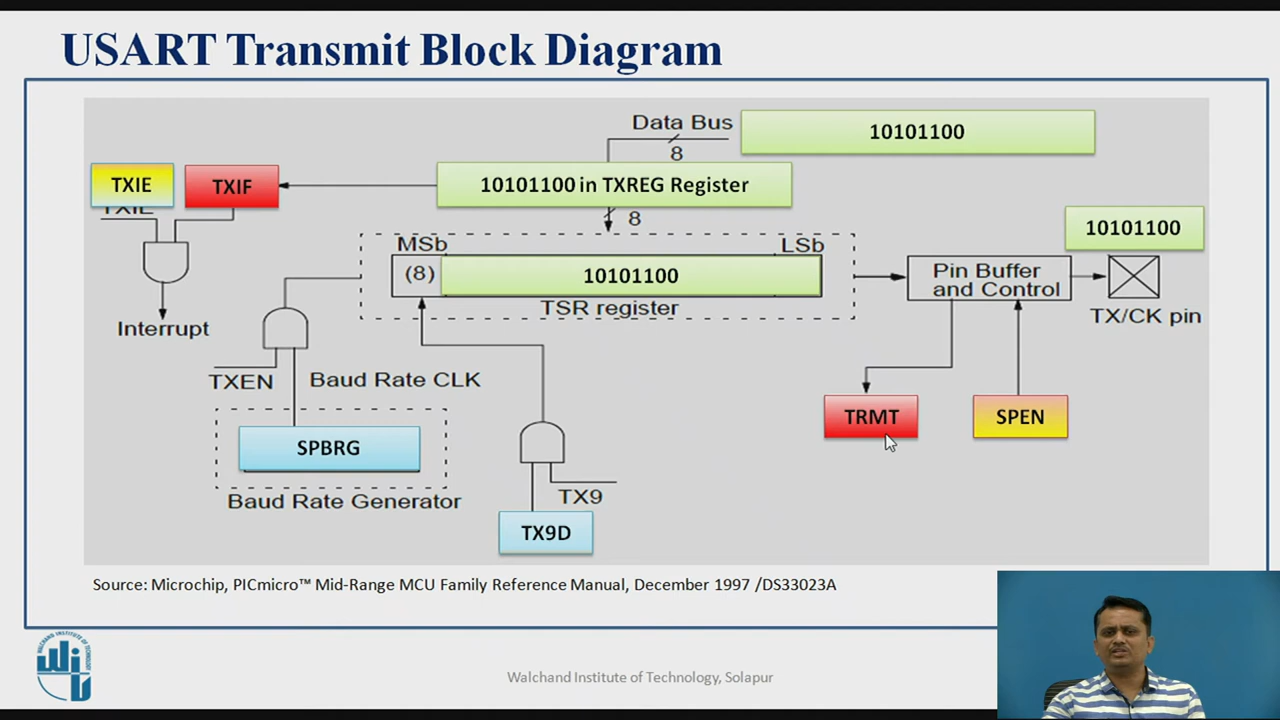 USART Transmit Block Diagram
Data Bus
10101100
8
TXIE
TXIF
10101100 in TXREG Register
TXIE
8
10101100
MSb
LSb
(8)
10101100
Pin Buffer
and Control
TSR register
TX/CK pin
Interrupt
TXEN
Baud Rate CLK
TRMT
SPEN
SPBRG
Baud Rate Generator
TX9
TX9D
Source: Microchip, PICmicro™ Mid-Range MCU Family Reference Manual, December 1997 /DS33023A
Walchand Institute of Technology, Solapur